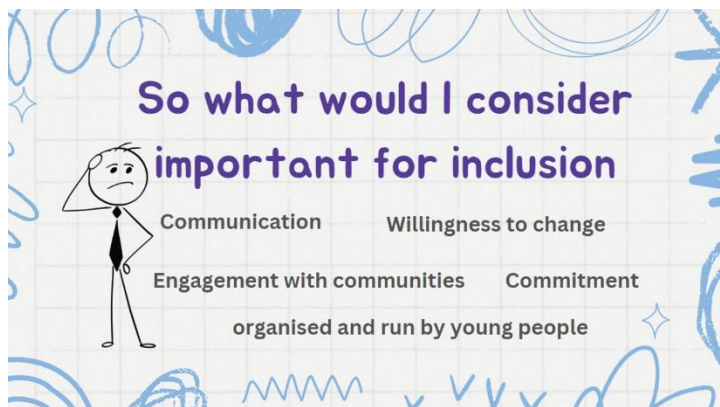 So what would I consider
important for inclusion
Communication Willingness to change
Engagement with communities Commitment
organised and run by young people